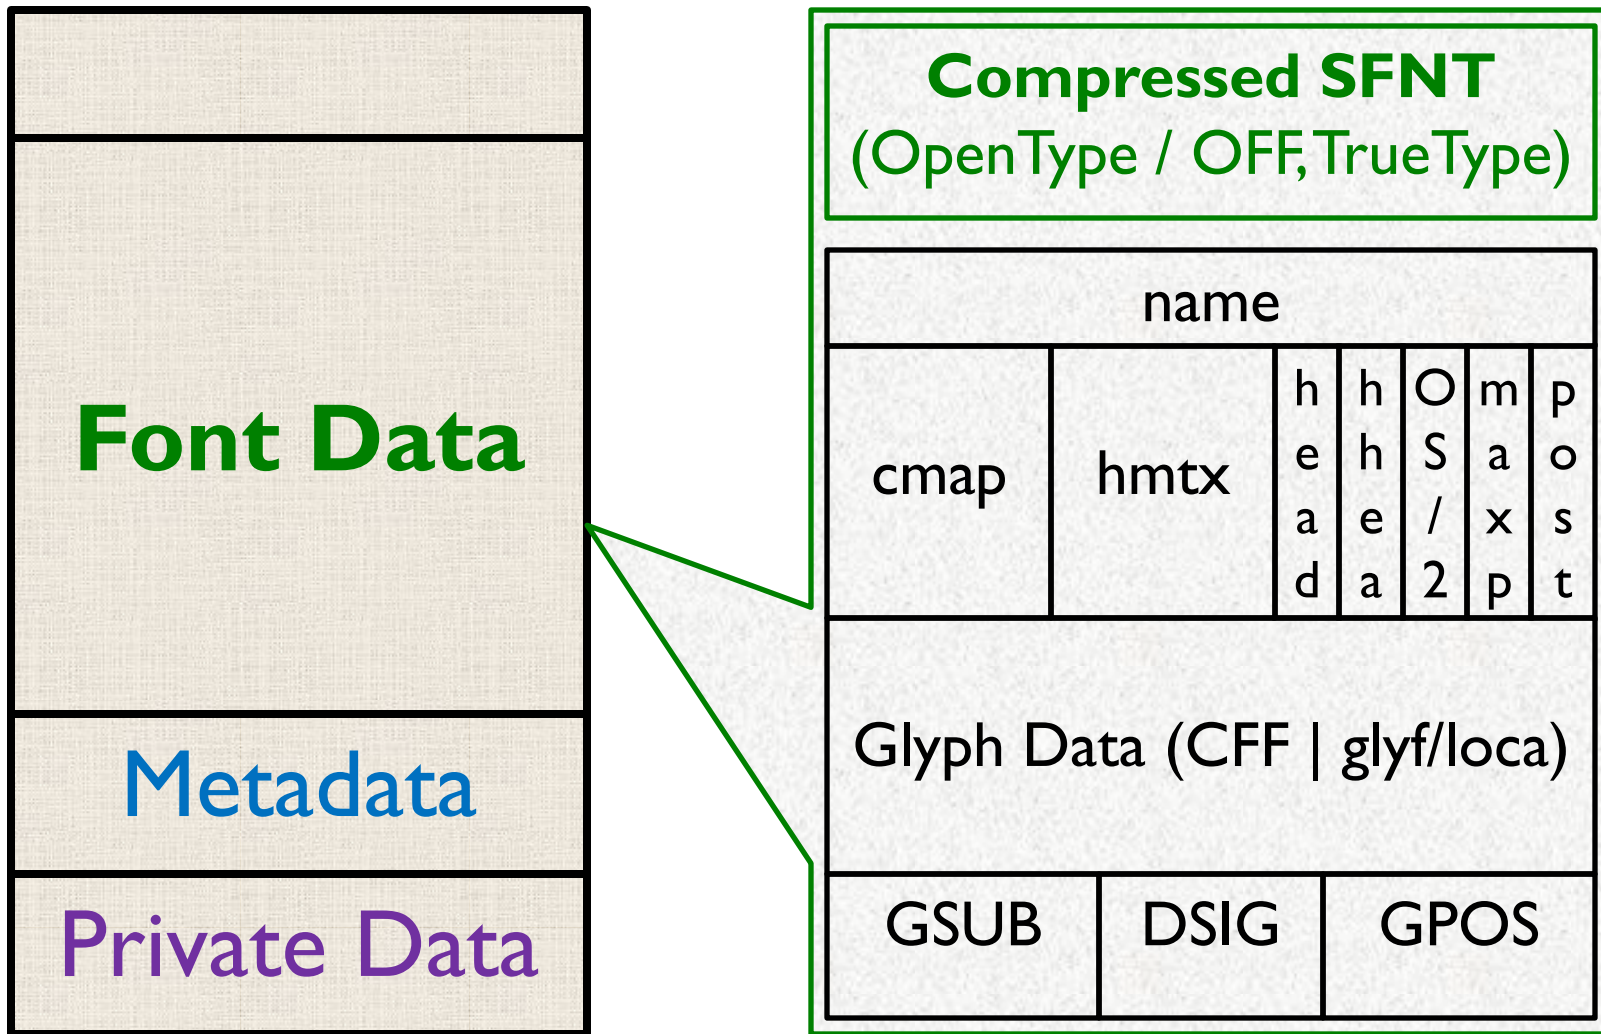 Font Data
Metadata
Private Data
Compressed SFNT
(OpenType / OFF, TrueType)
name
cmap
hmtx
head
hhea
OS/2
maxp
post
Glyph Data (CFF | glyf/loca)
GSUB
DSIG
GPOS